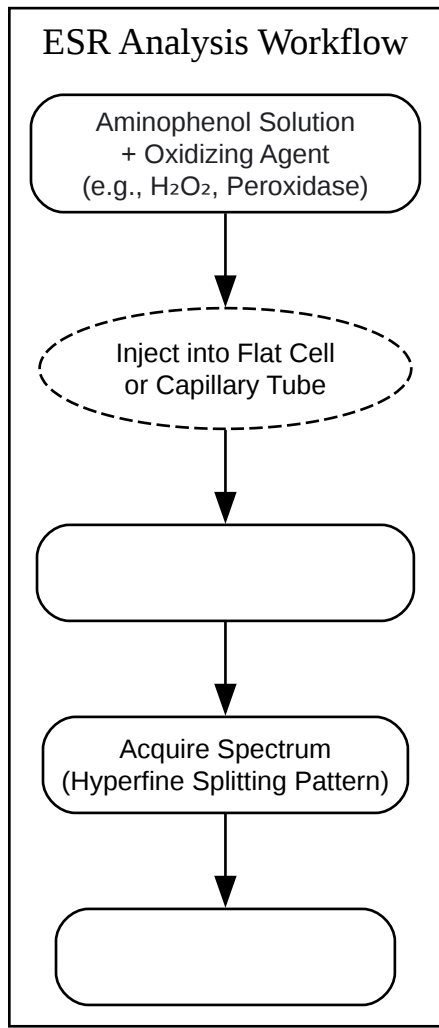 ESR Analysis Workflow
Aminophenol Solution
+ Oxidizing Agent
(e.g., H₂O₂, Peroxidase)
Inject into Flat Cell
or Capillary Tube
Acquire Spectrum
(Hyperfine Splitting Pattern)